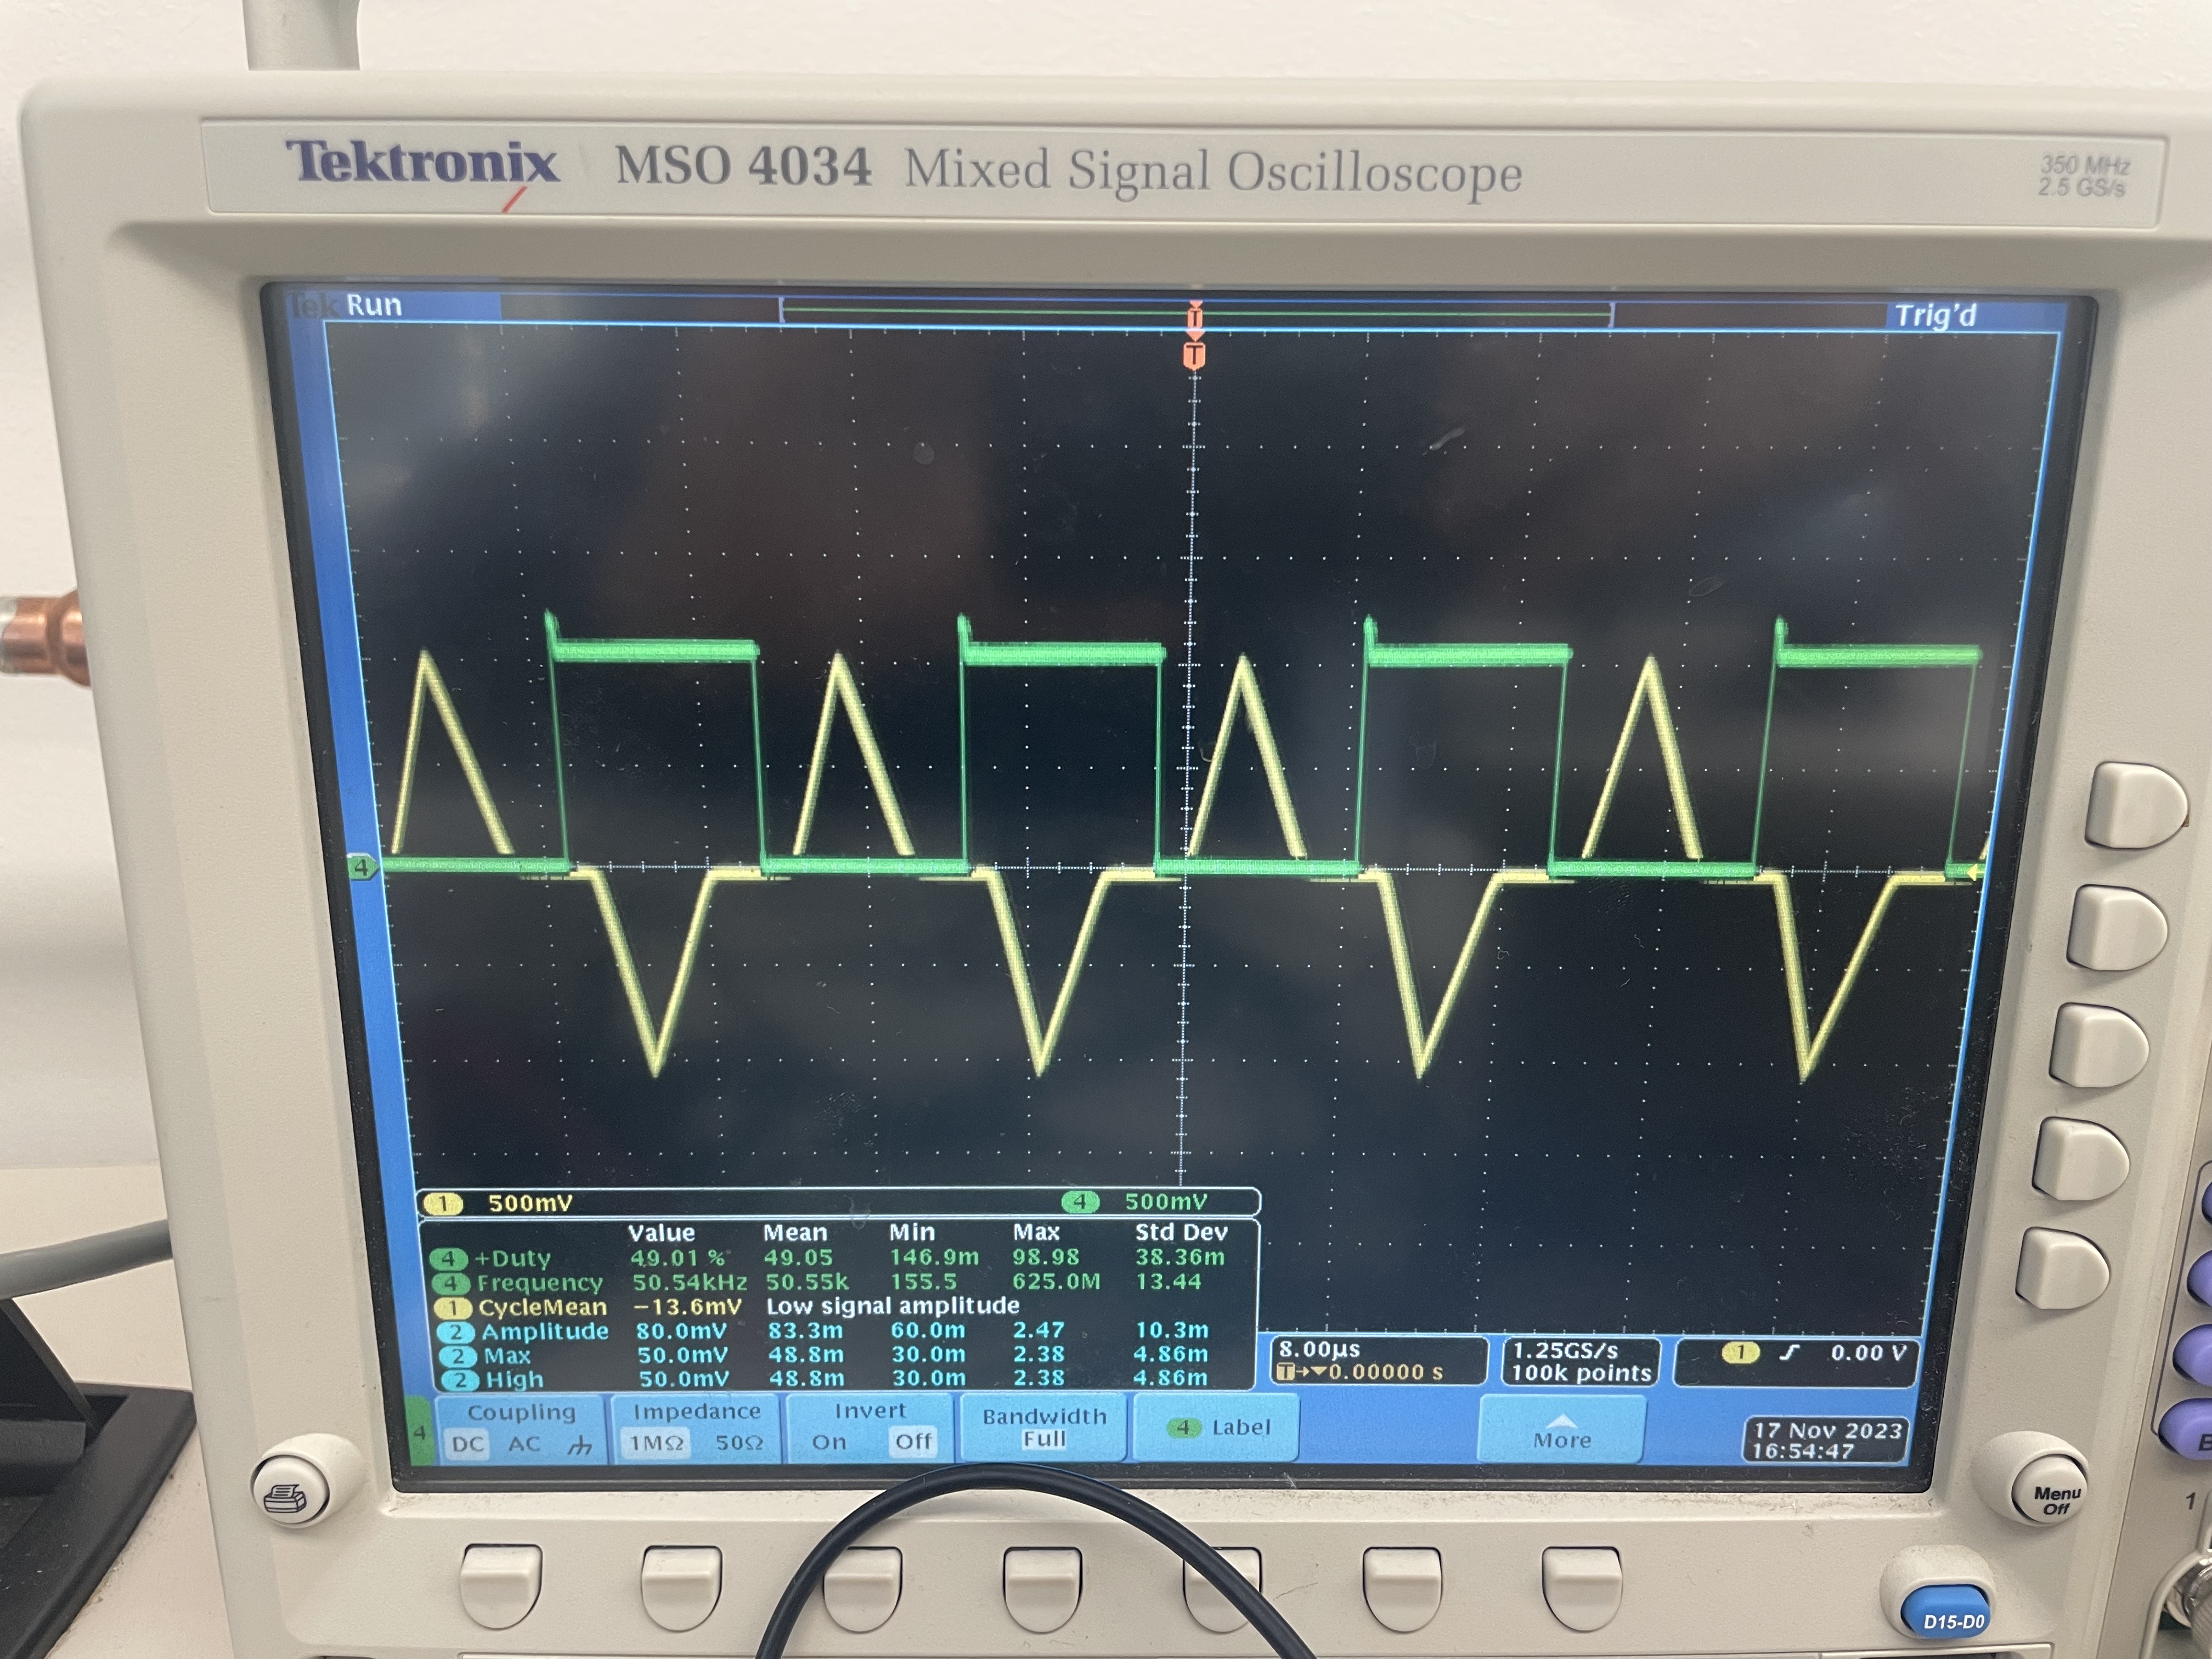 Tektronix MSO 4034 Mixed Signal Oscilloscope
350 MHz
2.5 GS/s
Tek Run
Trig'd
T
T
4
1 500mV 4 500mV
Value Mean Min Max Std Dev
4 +Duty 49.01 % 49.05 146.9m 98.98 38.36m
4 Frequency 50.54kHz 50.55k 155.5 625.0M 13.44
1 CycleMean −13.6mV Low signal amplitude
2 Amplitude 80.0mV 83.3m 60.0m 2.47 10.3m
2 Max 50.0mV 48.8m 30.0m 2.38 4.86m
2 High 50.0mV 48.8m 30.0m 2.38 4.86m
8.00µs
T→▼0.00000 s
1.25GS/s
100k points
1 0.00 V
4
Coupling
DC AC
Impedance
1MΩ 50Ω
Invert
On Off
Bandwidth
Full
4 Label
More
17 Nov 2023
16:54:47
Menu
Off
1
D15-D0